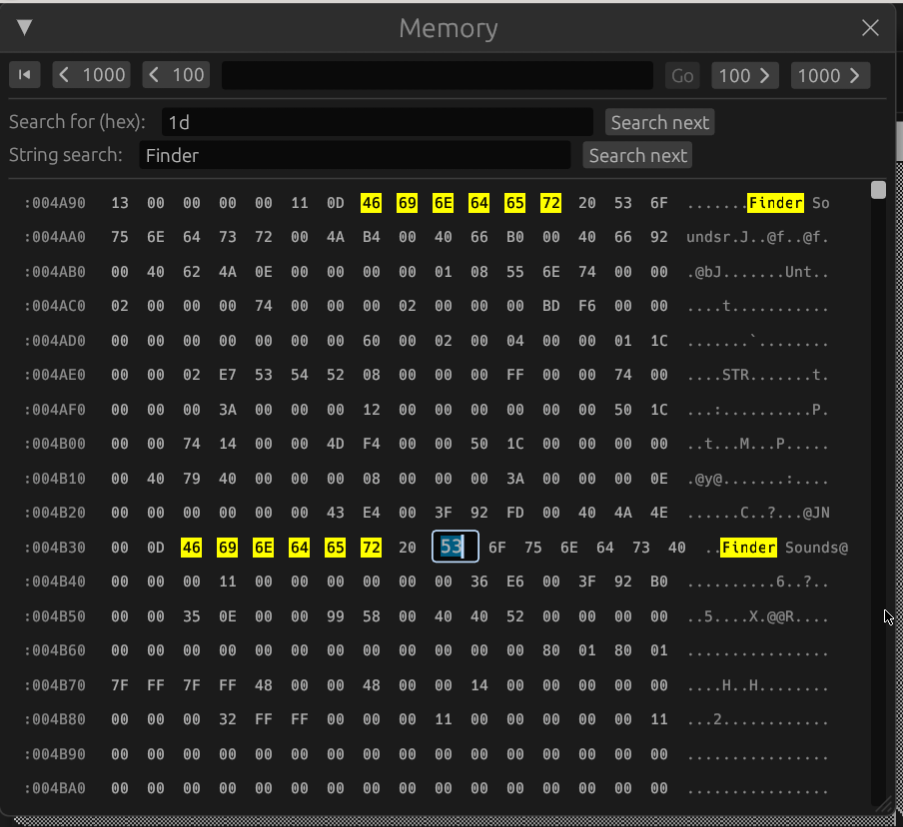 Memory
< 1000 < 100 Go 100 > 1000 >
Search for (hex): 1d Search next
String search: Finder Search next
:004A90 13 00 00 00 00 11 0D 46 69 6E 64 65 72 20 53 6F .......Finder So
:004AA0 75 6E 64 73 72 00 4A B4 00 40 66 B0 00 40 66 92 undsr.J..@f..@f.
:004AB0 00 40 62 4A 0E 00 00 00 00 01 08 55 6E 74 00 00 .@bJ.......Unt..
:004AC0 02 00 00 00 74 00 00 00 02 00 00 00 BD F6 00 00 ....t...........
:004AD0 00 00 00 00 00 00 00 60 00 02 00 04 00 00 01 1C .......`........
:004AE0 00 00 02 E7 53 54 52 08 00 00 00 FF 00 00 74 00 ....STR.......t.
:004AF0 00 00 00 3A 00 00 00 12 00 00 00 00 00 00 50 1C ...:..........P.
:004B00 00 00 74 14 00 00 4D F4 00 00 50 1C 00 00 00 00 ..t...M...P.....
:004B10 00 40 79 40 00 00 00 08 00 00 00 3A 00 00 00 0E .@y@.......:....
:004B20 00 00 00 00 00 00 43 E4 00 3F 92 FD 00 40 4A 4E ......C..?...@JN
:004B30 00 0D 46 69 6E 64 65 72 20 53 6F 75 6E 64 73 40 ..Finder Sounds@
:004B40 00 00 00 11 00 00 00 00 00 00 36 E6 00 3F 92 B0 ..........6..?..
:004B50 00 00 35 0E 00 00 99 58 00 40 40 52 00 00 00 00 ..5....X.@@R....
:004B60 00 00 00 00 00 00 00 00 00 00 00 00 80 01 80 01 ................
:004B70 7F FF 7F FF 48 00 00 48 00 00 14 00 00 00 00 00 ....H..H........
:004B80 00 00 00 32 FF FF 00 00 00 11 00 00 00 00 00 11 ...2............
:004B90 00 00 00 00 00 00 00 00 00 00 00 00 00 00 00 00 ................
:004BA0 00 00 00 00 00 00 00 00 00 00 00 00 00 00 00 00 ................